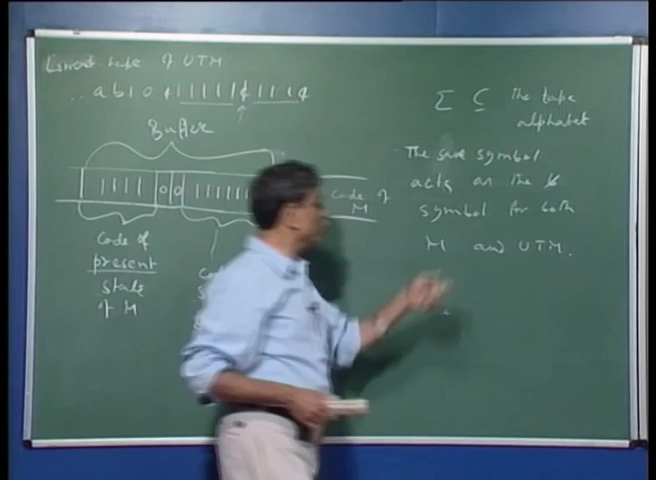 tape of UTM
.. a b 1 0 ¢ 1 1 1 1 1 ¢ 1 1 1 ¢
Buffer
1 1 1 1 0 0 1 1 1 1 1 1
Code of M
Code of
present
state
of M
Σ ⊆ the tape
alphabet
The same symbol
acts as the ƀ
symbol for both
M and UTM.